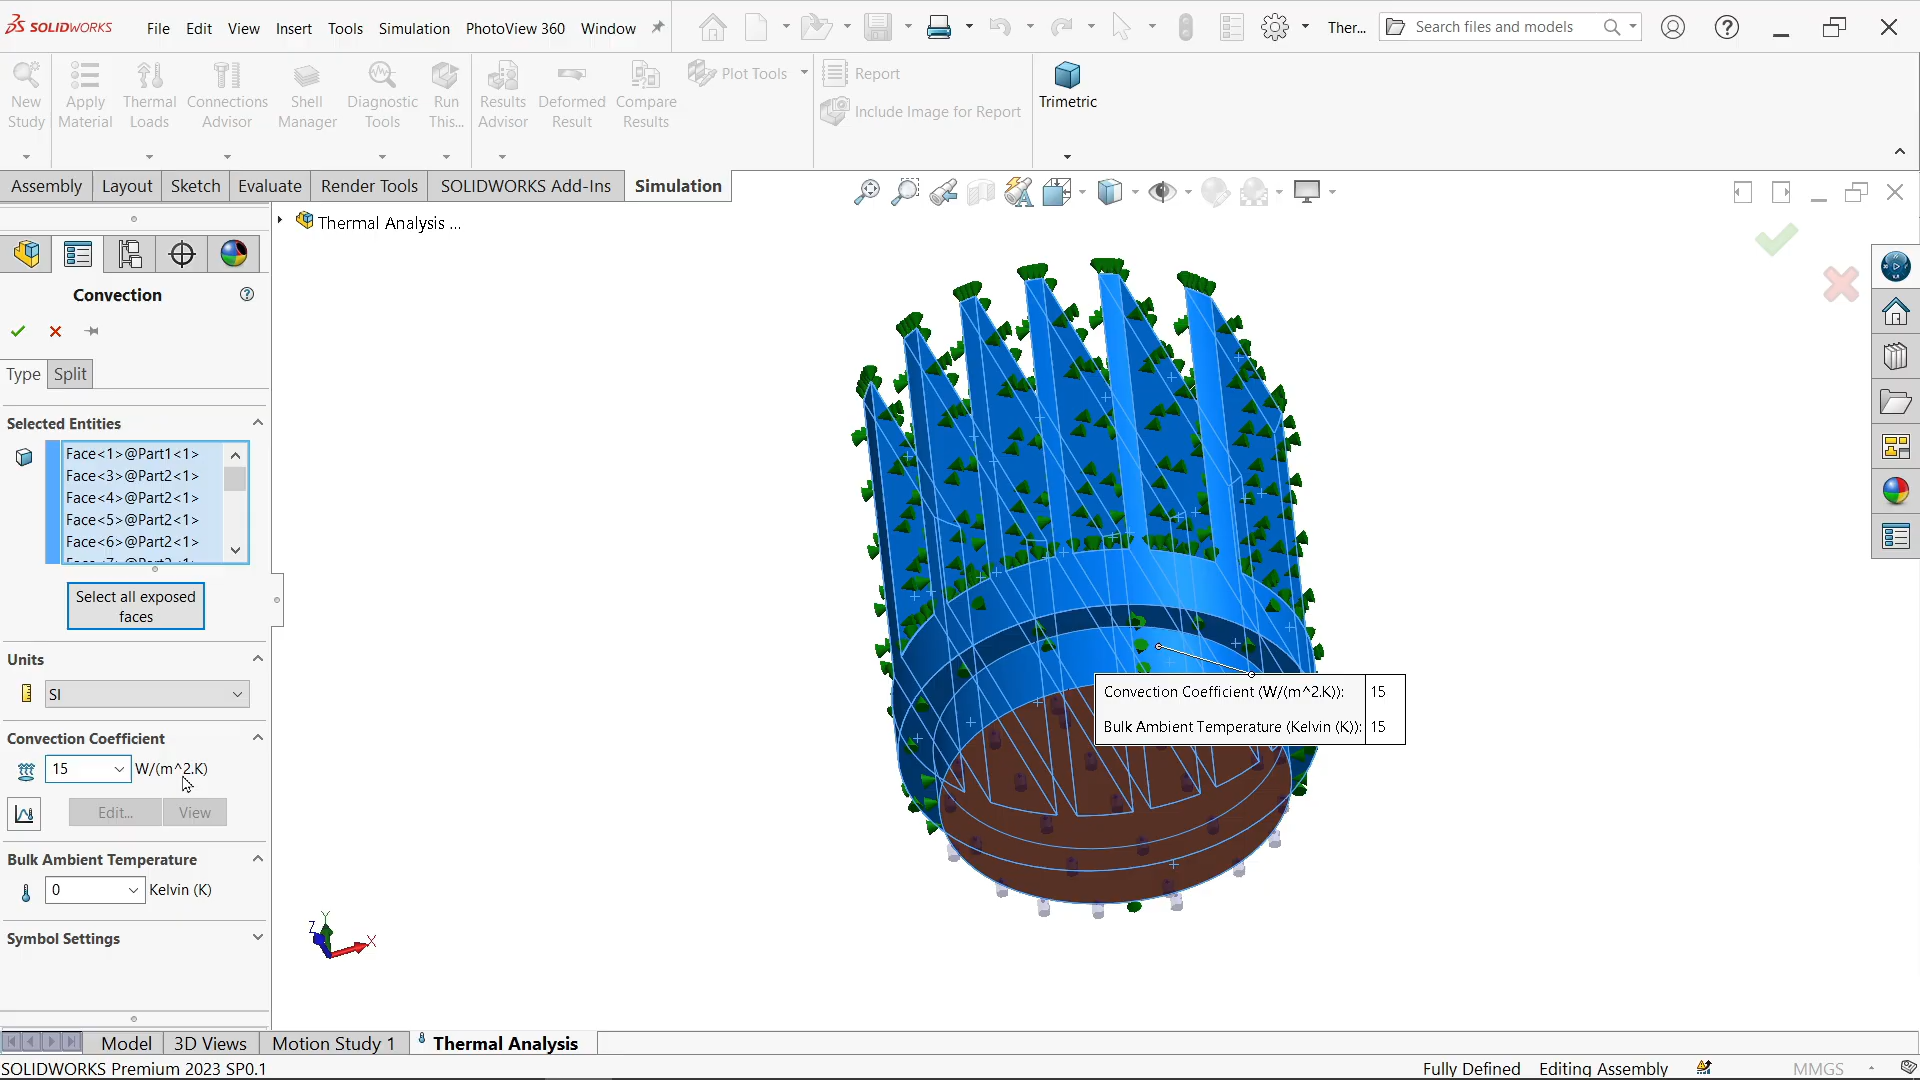 SOLIDWORKS File Edit View Insert Tools Simulation PhotoView 360 Window Ther... Search files and models
New Study
Apply Material
Thermal Loads
Connections Advisor
Shell Manager
Diagnostic Tools
Run This...
Results Advisor
Deformed Result
Compare Results
Plot Tools
Report
Include Image for Report
Trimetric
Assembly Layout Sketch Evaluate Render Tools SOLIDWORKS Add-Ins Simulation
Thermal Analysis ...
Convection
Type Split
Selected Entities
Face<1>@Part1<1>
Face<3>@Part2<1>
Face<4>@Part2<1>
Face<5>@Part2<1>
Face<6>@Part2<1>
Select all exposed
faces
Units
SI
Convection Coefficient
15 W/(m^2.K)
Edit... View
Bulk Ambient Temperature
0 Kelvin (K)
Symbol Settings
Convection Coefficient (W/(m^2.K)): 15
Bulk Ambient Temperature (Kelvin (K)): 15
Y
Z
X
Model 3D Views Motion Study 1 Thermal Analysis
SOLIDWORKS Premium 2023 SP0.1 Fully Defined Editing Assembly MMGS